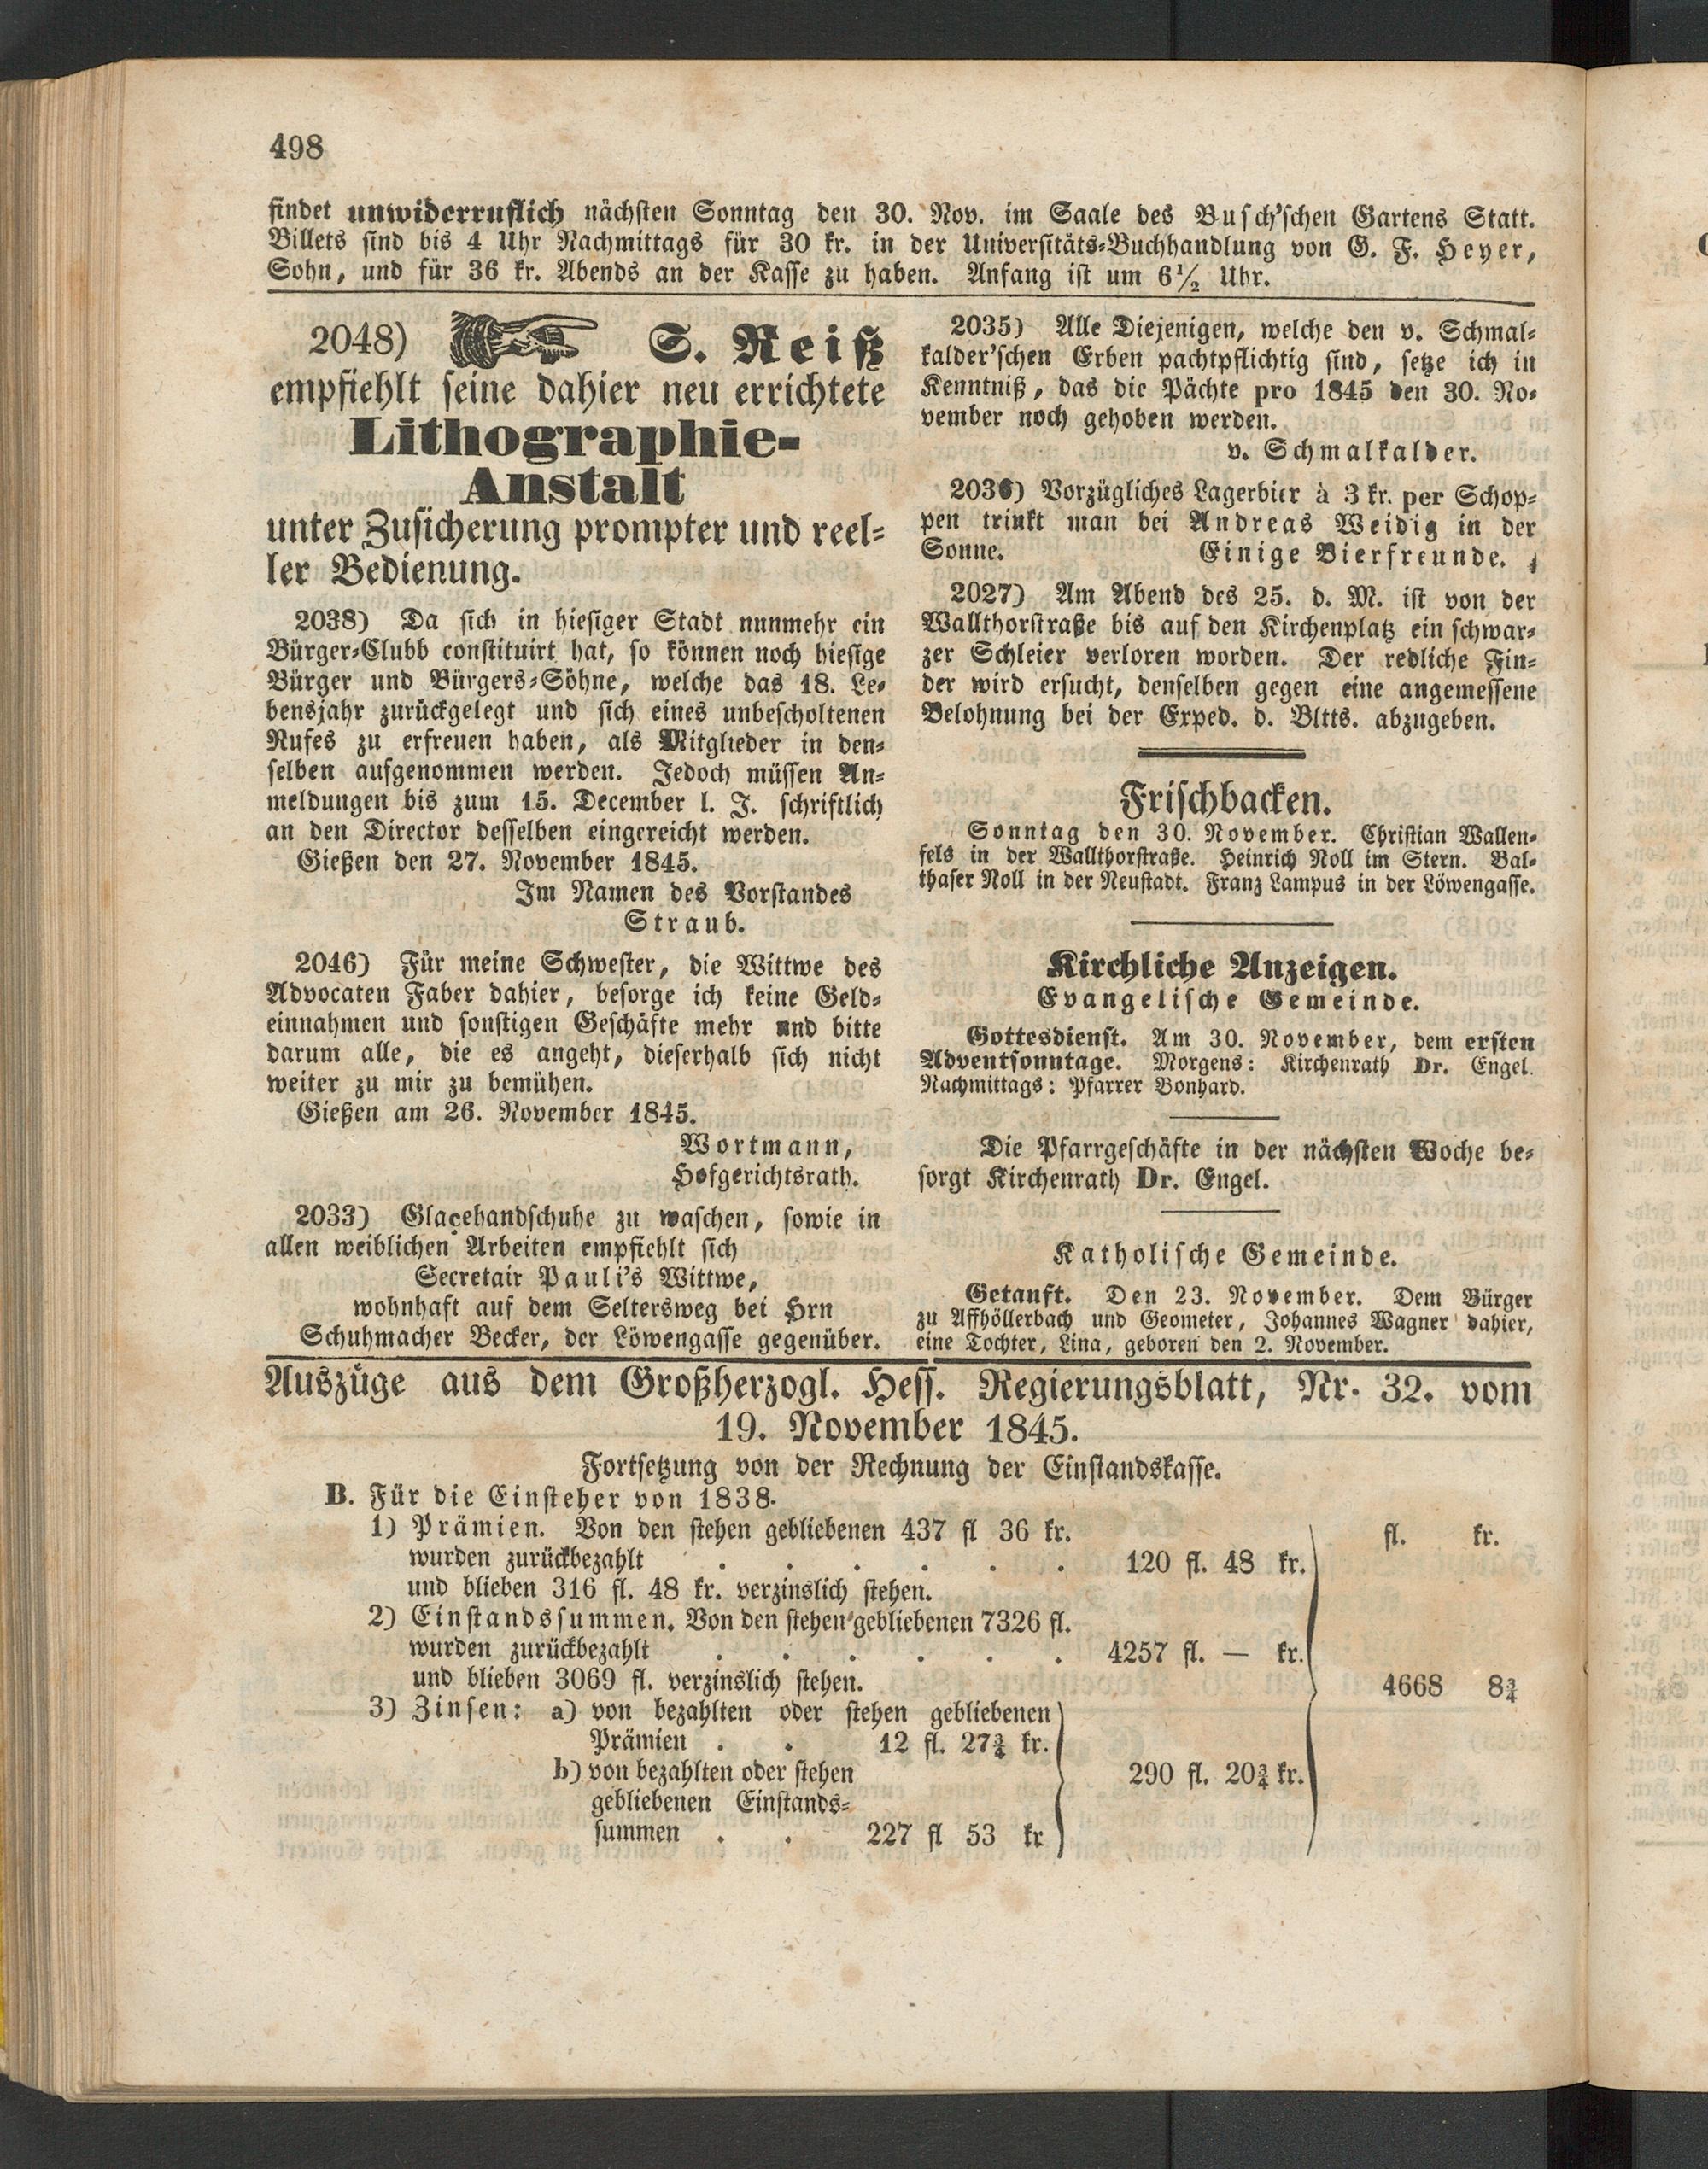 498
findet unwiderruflich nächsten Sonntag den 30. Nov. im Saale des Busch'schen Gartens Statt.
Billets sind bis 4 Uhr Nachmittags für 30 kr. in der Universitäts-Buchhandlung von G. F. Heyer,
Sohn, und für 36 kr. Abends an der Kasse zu haben. Anfang ist um 6½ Uhr.
2048) S. Reiß
empfiehlt seine dahier neu errichtete
Lithographie-
Anstalt
unter Zusicherung prompter und reel-
ler Bedienung.
2038) Da sich in hiesiger Stadt nunmehr ein
Bürger-Clubb constituirt hat, so können noch hiesige
Bürger und Bürgers-Söhne, welche das 18. Le-
bensjahr zurückgelegt und sich eines unbescholtenen
Rufes zu erfreuen haben, als Mitglieder in den-
selben aufgenommen werden. Jedoch müssen An-
meldungen bis zum 15. December l. J. schriftlich
an den Director desselben eingereicht werden.
Gießen den 27. November 1845.
Im Namen des Vorstandes
Straub.
2046) Für meine Schwester, die Wittwe des
Advocaten Faber dahier, besorge ich keine Geld-
einnahmen und sonstigen Geschäfte mehr und bitte
darum alle, die es angeht, dieserhalb sich nicht
weiter zu mir zu bemühen.
Gießen am 26. November 1845.
Wortmann,
Hofgerichtsrath.
2033) Glacehandschuhe zu waschen, sowie in
allen weiblichen Arbeiten empfiehlt sich
Secretair Pauli's Wittwe,
wohnhaft auf dem Seltersweg bei Hrn
Schuhmacher Becker, der Löwengasse gegenüber.
2035) Alle Diejenigen, welche den v. Schmal-
kalder'schen Erben pachtpflichtig sind, setze ich in
Kenntniß, das die Pächte pro 1845 den 30. No-
vember noch gehoben werden.
v. Schmalkalder.
2036) Vorzügliches Lagerbier à 3 kr. per Schop-
pen trinkt man bei Andreas Weidig in der
Sonne. Einige Bierfreunde.
2027) Am Abend des 25. d. M. ist von der
Wallthorstraße bis auf den Kirchenplatz ein schwar-
zer Schleier verloren worden. Der redliche Fin-
der wird ersucht, denselben gegen eine angemessene
Belohnung bei der Exped. d. Bltts. abzugeben.
Frischbacken.
Sonntag den 30. November. Christian Wallen-
fels in der Wallthorstraße. Heinrich Noll im Stern. Bal-
thaser Noll in der Neustadt. Franz Lampus in der Löwengasse.
Kirchliche Anzeigen.
Evangelische Gemeinde.
Gottesdienst. Am 30. November, dem ersten
Adventsonntage. Morgens: Kirchenrath Dr. Engel.
Nachmittags: Pfarrer Bonhard.
Die Pfarrgeschäfte in der nächsten Woche be-
sorgt Kirchenrath Dr. Engel.
Katholische Gemeinde.
Getauft. Den 23. November. Dem Bürger
zu Affhöllerbach und Geometer, Johannes Wagner dahier,
eine Tochter, Lina, geboren den 2. November.
Auszüge aus dem Großherzogl. Hess. Regierungsblatt, Nr. 32. vom
19. November 1845.
Fortsetzung von der Rechnung der Einstandskasse.
B. Für die Einsteher von 1838.
1) Prämien. Von den stehen gebliebenen 437 fl 36 kr. fl. kr.
wurden zurückbezahlt . . . . . . 120 fl. 48 kr.
und blieben 316 fl. 48 kr. verzinslich stehen.
2) Einstandssummen. Von den stehen gebliebenen 7326 fl.
wurden zurückbezahlt . . . . . . 4257 fl. — kr.
und blieben 3069 fl. verzinslich stehen. 4668 8¾
3) Zinsen: a) von bezahlten oder stehen gebliebenen
Prämien . . 12 fl. 27¾ kr.
b) von bezahlten oder stehen 290 fl. 20¾ kr.
gebliebenen Einstands-
summen . . 227 fl 53 kr